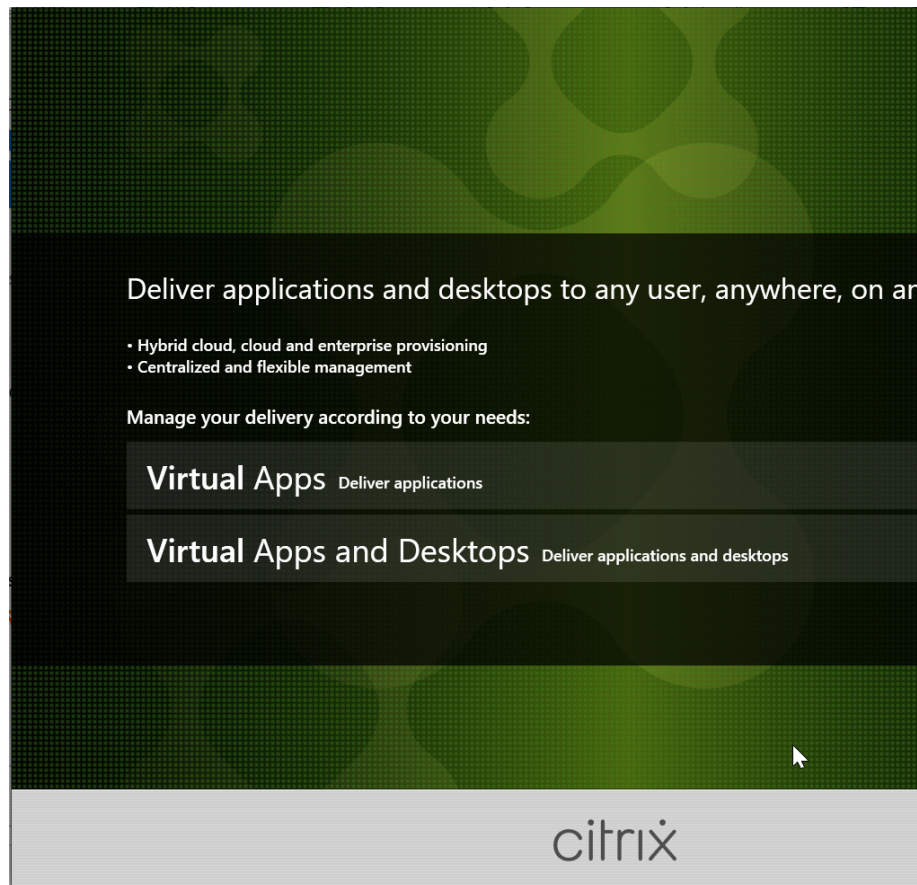 Deliver applications and desktops to any user, anywhere, on
• Hybrid cloud, cloud and enterprise provisioning
• Centralized and flexible management
Manage your delivery according to your needs:
Virtual Apps Deliver applications
Virtual Apps and Desktops Deliver applications and desktops
citrix